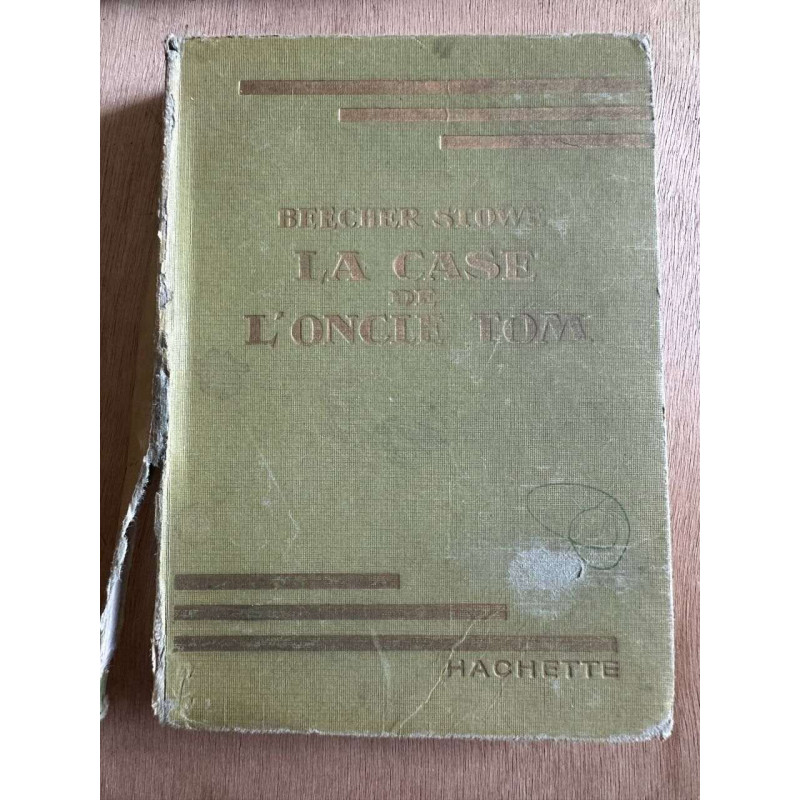 BEECHER STOWE
LA CASE
DE
L'ONCLE TOM
HACHETTE